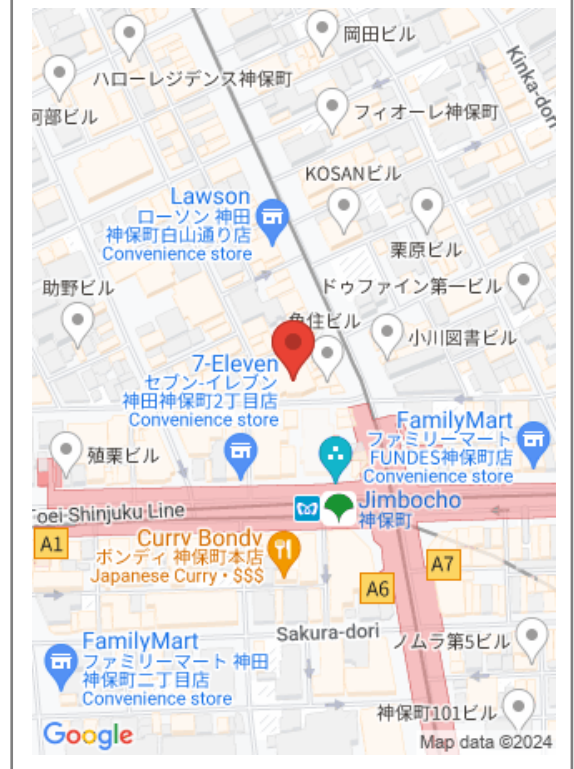 岡田ビル
Kinka-dori
ハローレジデンス神保町
阿部ビル
フィオーレ神保町
KOSANビル
Lawson
ローソン 神田
神保町白山通り店
Convenience store
栗原ビル
ドゥファイン第一ビル
助野ビル
角住ビル
小川図書ビル
7-Eleven
セブン-イレブン
神田神保町2丁目店
Convenience store
FamilyMart
ファミリーマート
FUNDES神保町店
Convenience store
殖栗ビル
Toei Shinjuku Line
Jimbocho
神保町
A1
Curry Bondy
ボンディ 神保町本店
Japanese Curry・$$$
A7
A6
Sakura-dori
ノムラ第5ビル
FamilyMart
ファミリーマート 神田
神保町二丁目店
Convenience store
神保町101ビル
Google
Map data ©2024